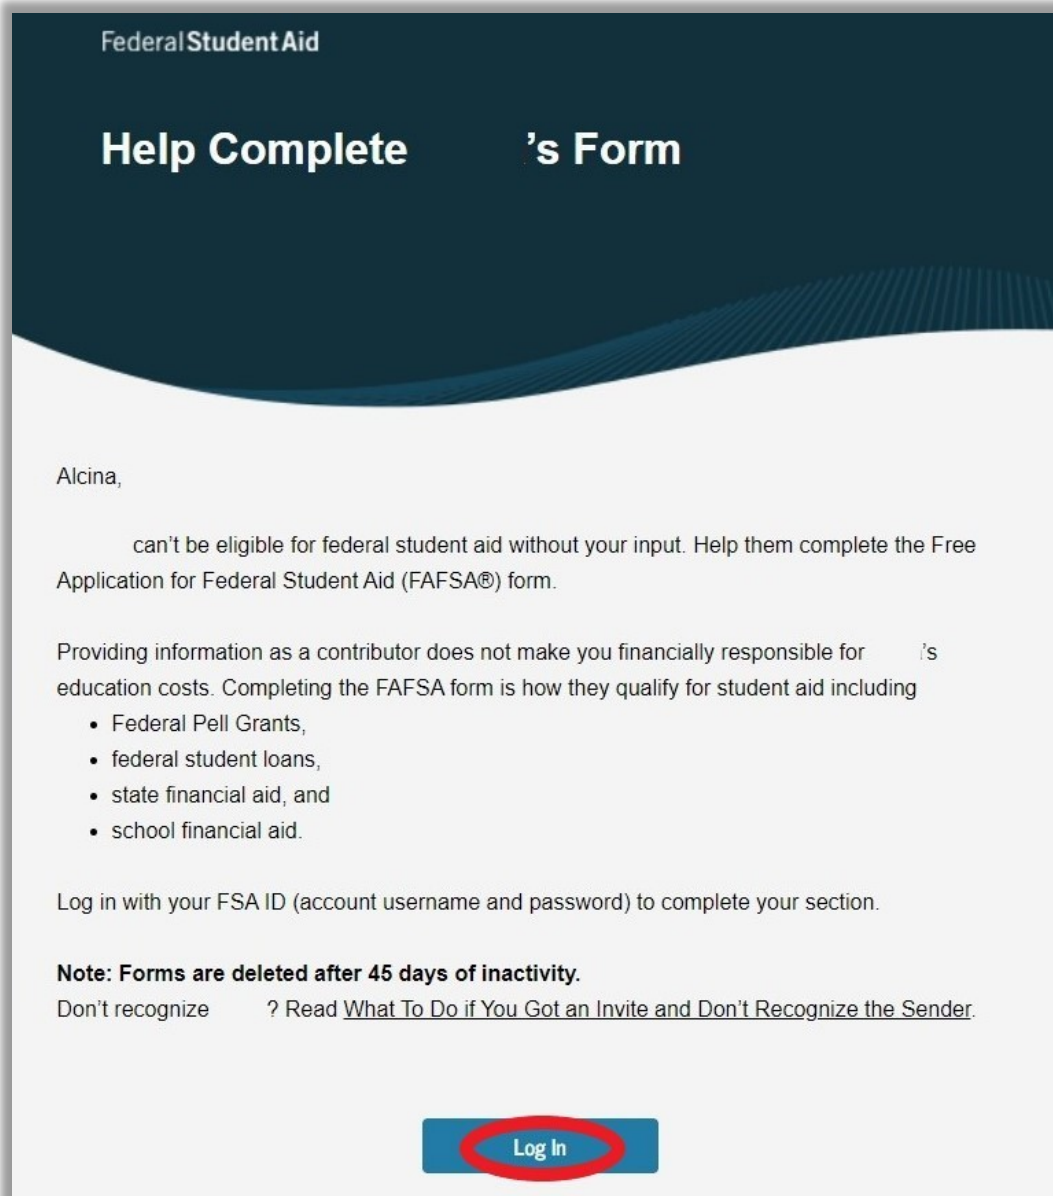 Federal Student Aid
Help Complete 's Form
Alcina,
can't be eligible for federal student aid without your input. Help them complete the Free
Application for Federal Student Aid (FAFSA®) form.
Providing information as a contributor does not make you financially responsible for 's
education costs. Completing the FAFSA form is how they qualify for student aid including
• Federal Pell Grants,
• federal student loans,
• state financial aid, and
• school financial aid.
Log in with your FSA ID (account username and password) to complete your section.
Note: Forms are deleted after 45 days of inactivity.
Don't recognize ? Read What To Do if You Got an Invite and Don't Recognize the Sender.
Log In